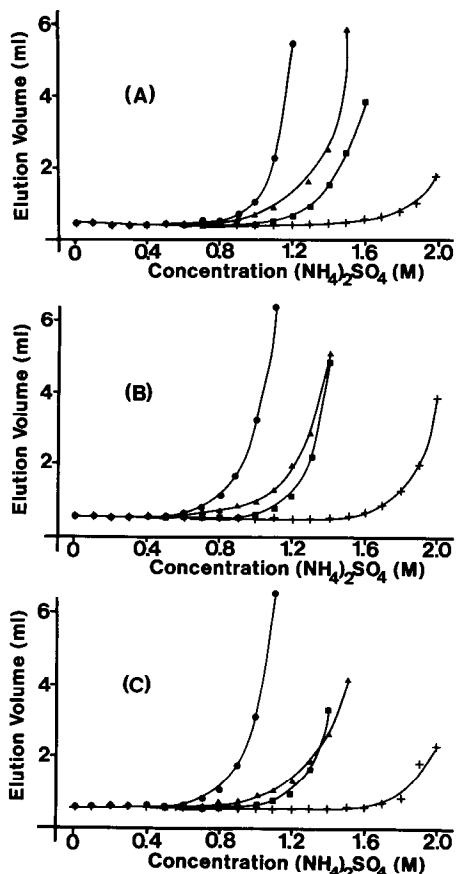 Elution Volume (ml)
6
4
2
(A)
0 0.4 0.8 1.2 1.6 2.0
Concentration (NH4)2SO4 (M)
Elution Volume (ml)
6
4
2
(B)
0 0.4 0.8 1.2 1.6 2.0
Concentration (NH4)2SO4 (M)
Elution Volume (ml)
6
4
2
(C)
0 0.4 0.8 1.2 1.6 2.0
Concentration (NH4)2SO4 (M)